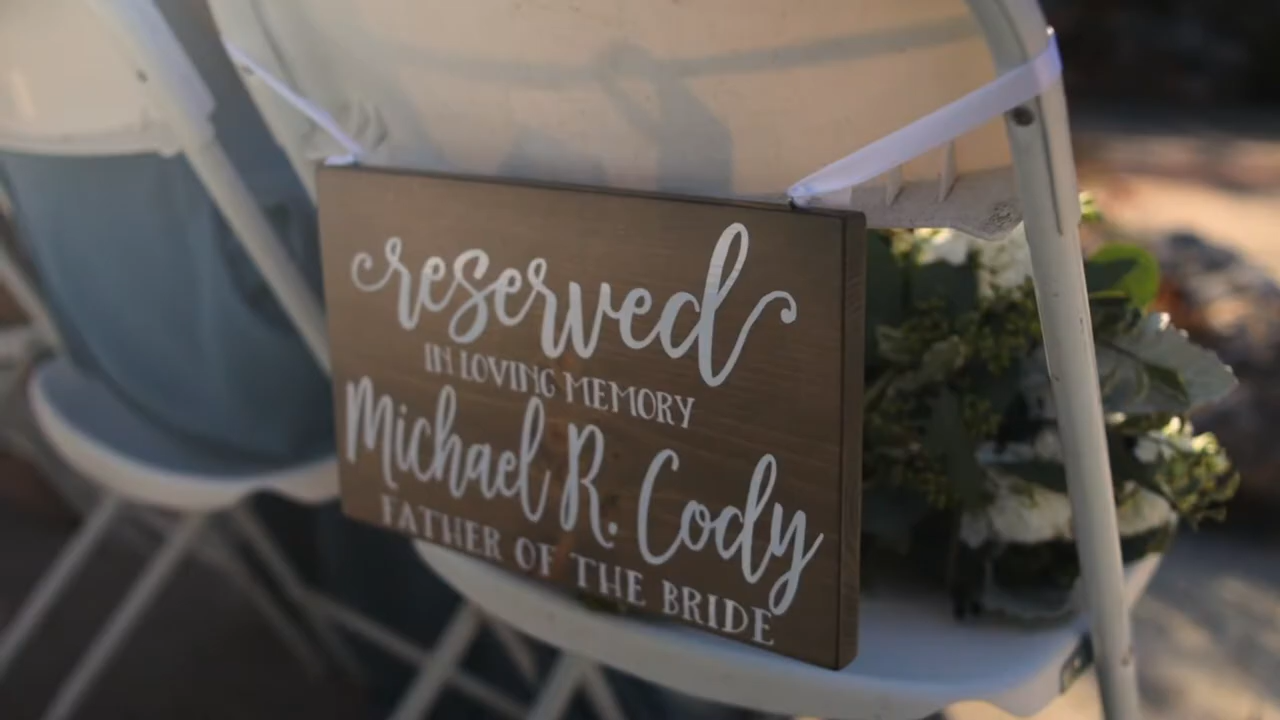 reserved
IN LOVING MEMORY
Michael R. Cody
FATHER OF THE BRIDE